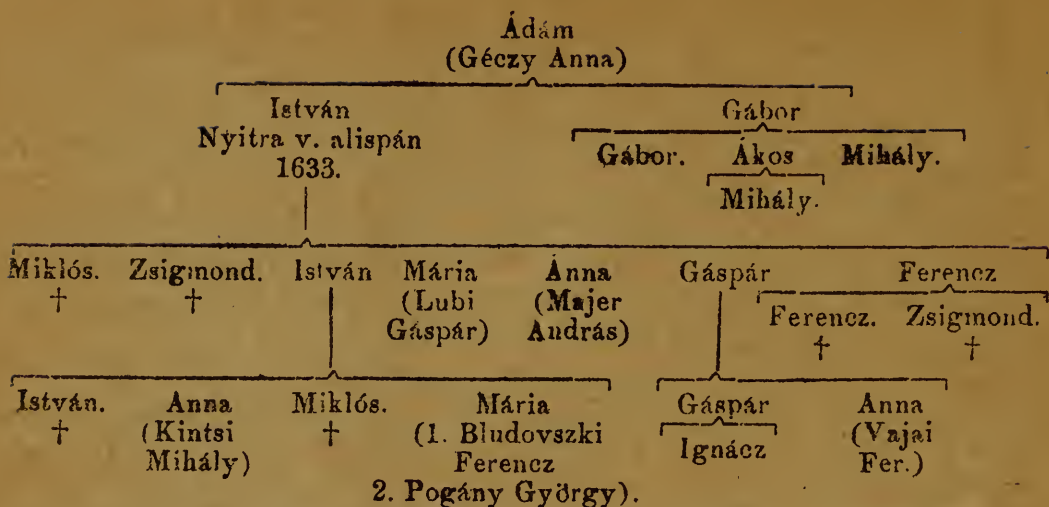 Ádám
(Géczy Anna)
István Gábor
Nyitra v. alispán
1633.
Gábor. Ákos Mihály.
Mihály.
Miklós. Zsigmond. István Mária Anna Gáspár Ferencz
† † (Lubi (Majer
Gáspár) András)
Ferencz. Zsigmond.
† †
István. Anna Miklós. Mária Gáspár Anna
† (Kintsi † (1. Bludovszki Ignácz (Vajai
Mihály) Ferencz Fer.)
2. Pogány György).